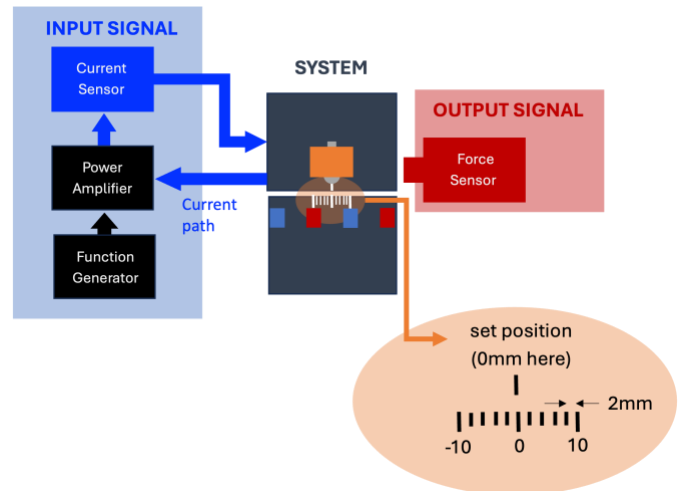 INPUT SIGNAL
Current
Sensor
Power
Amplifier
Function
Generator
Current
path
SYSTEM
OUTPUT SIGNAL
Force
Sensor
set position
(0mm here)
2mm
-10 0 10